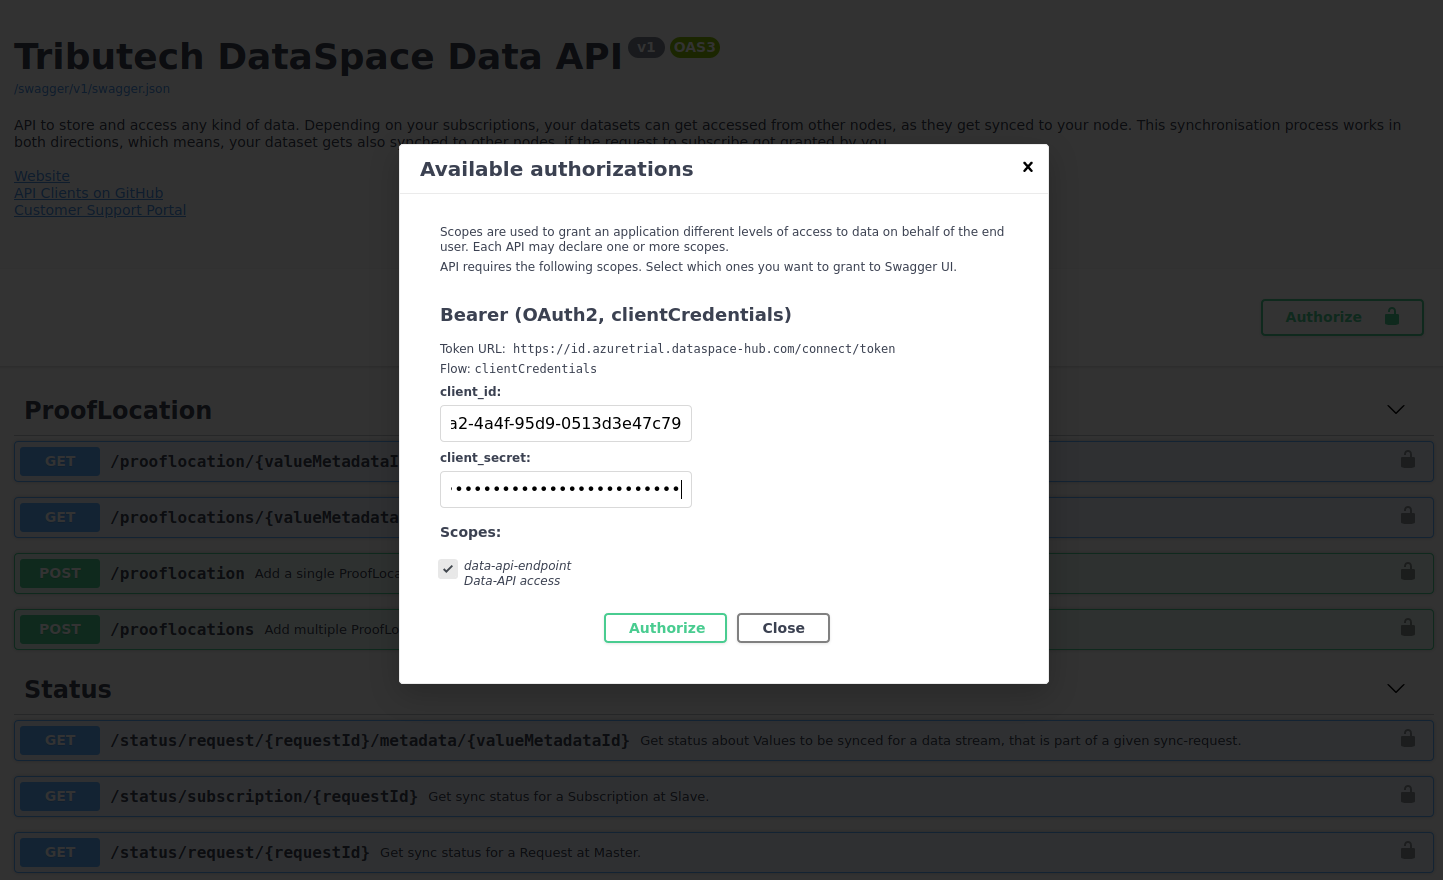 Tributech DataSpace Data API v1 OAS3
/swagger/v1/swagger.json
API to store and access any kind of data. Depending on your subscriptions, your datasets can get accessed from other nodes, as they get synced to your node. This synchronisation process works in
both directions, which means, your dataset gets also synched to other nodes, if the request to subscribe got granted by you.
Website
API Clients on GitHub
Customer Support Portal
Authorize
Available authorizations
Scopes are used to grant an application different levels of access to data on behalf of the end
user. Each API may declare one or more scopes.
API requires the following scopes. Select which ones you want to grant to Swagger UI.
Bearer (OAuth2, clientCredentials)
Token URL: https://id.azuretrial.dataspace-hub.com/connect/token
Flow: clientCredentials
client_id:
a2-4a4f-95d9-0513d3e47c79
client_secret:
Scopes:
data-api-endpoint
Data-API access
Authorize Close
ProofLocation
GET /prooflocation/{valueMetadataI
GET /prooflocations/{valueMetadata
POST /prooflocation Add a single ProofLoca
POST /prooflocations Add multiple ProofLo
Status
GET /status/request/{requestId}/metadata/{valueMetadataId} Get status about Values to be synced for a data stream, that is part of a given sync-request.
GET /status/subscription/{requestId} Get sync status for a Subscription at Slave.
GET /status/request/{requestId} Get sync status for a Request at Master.